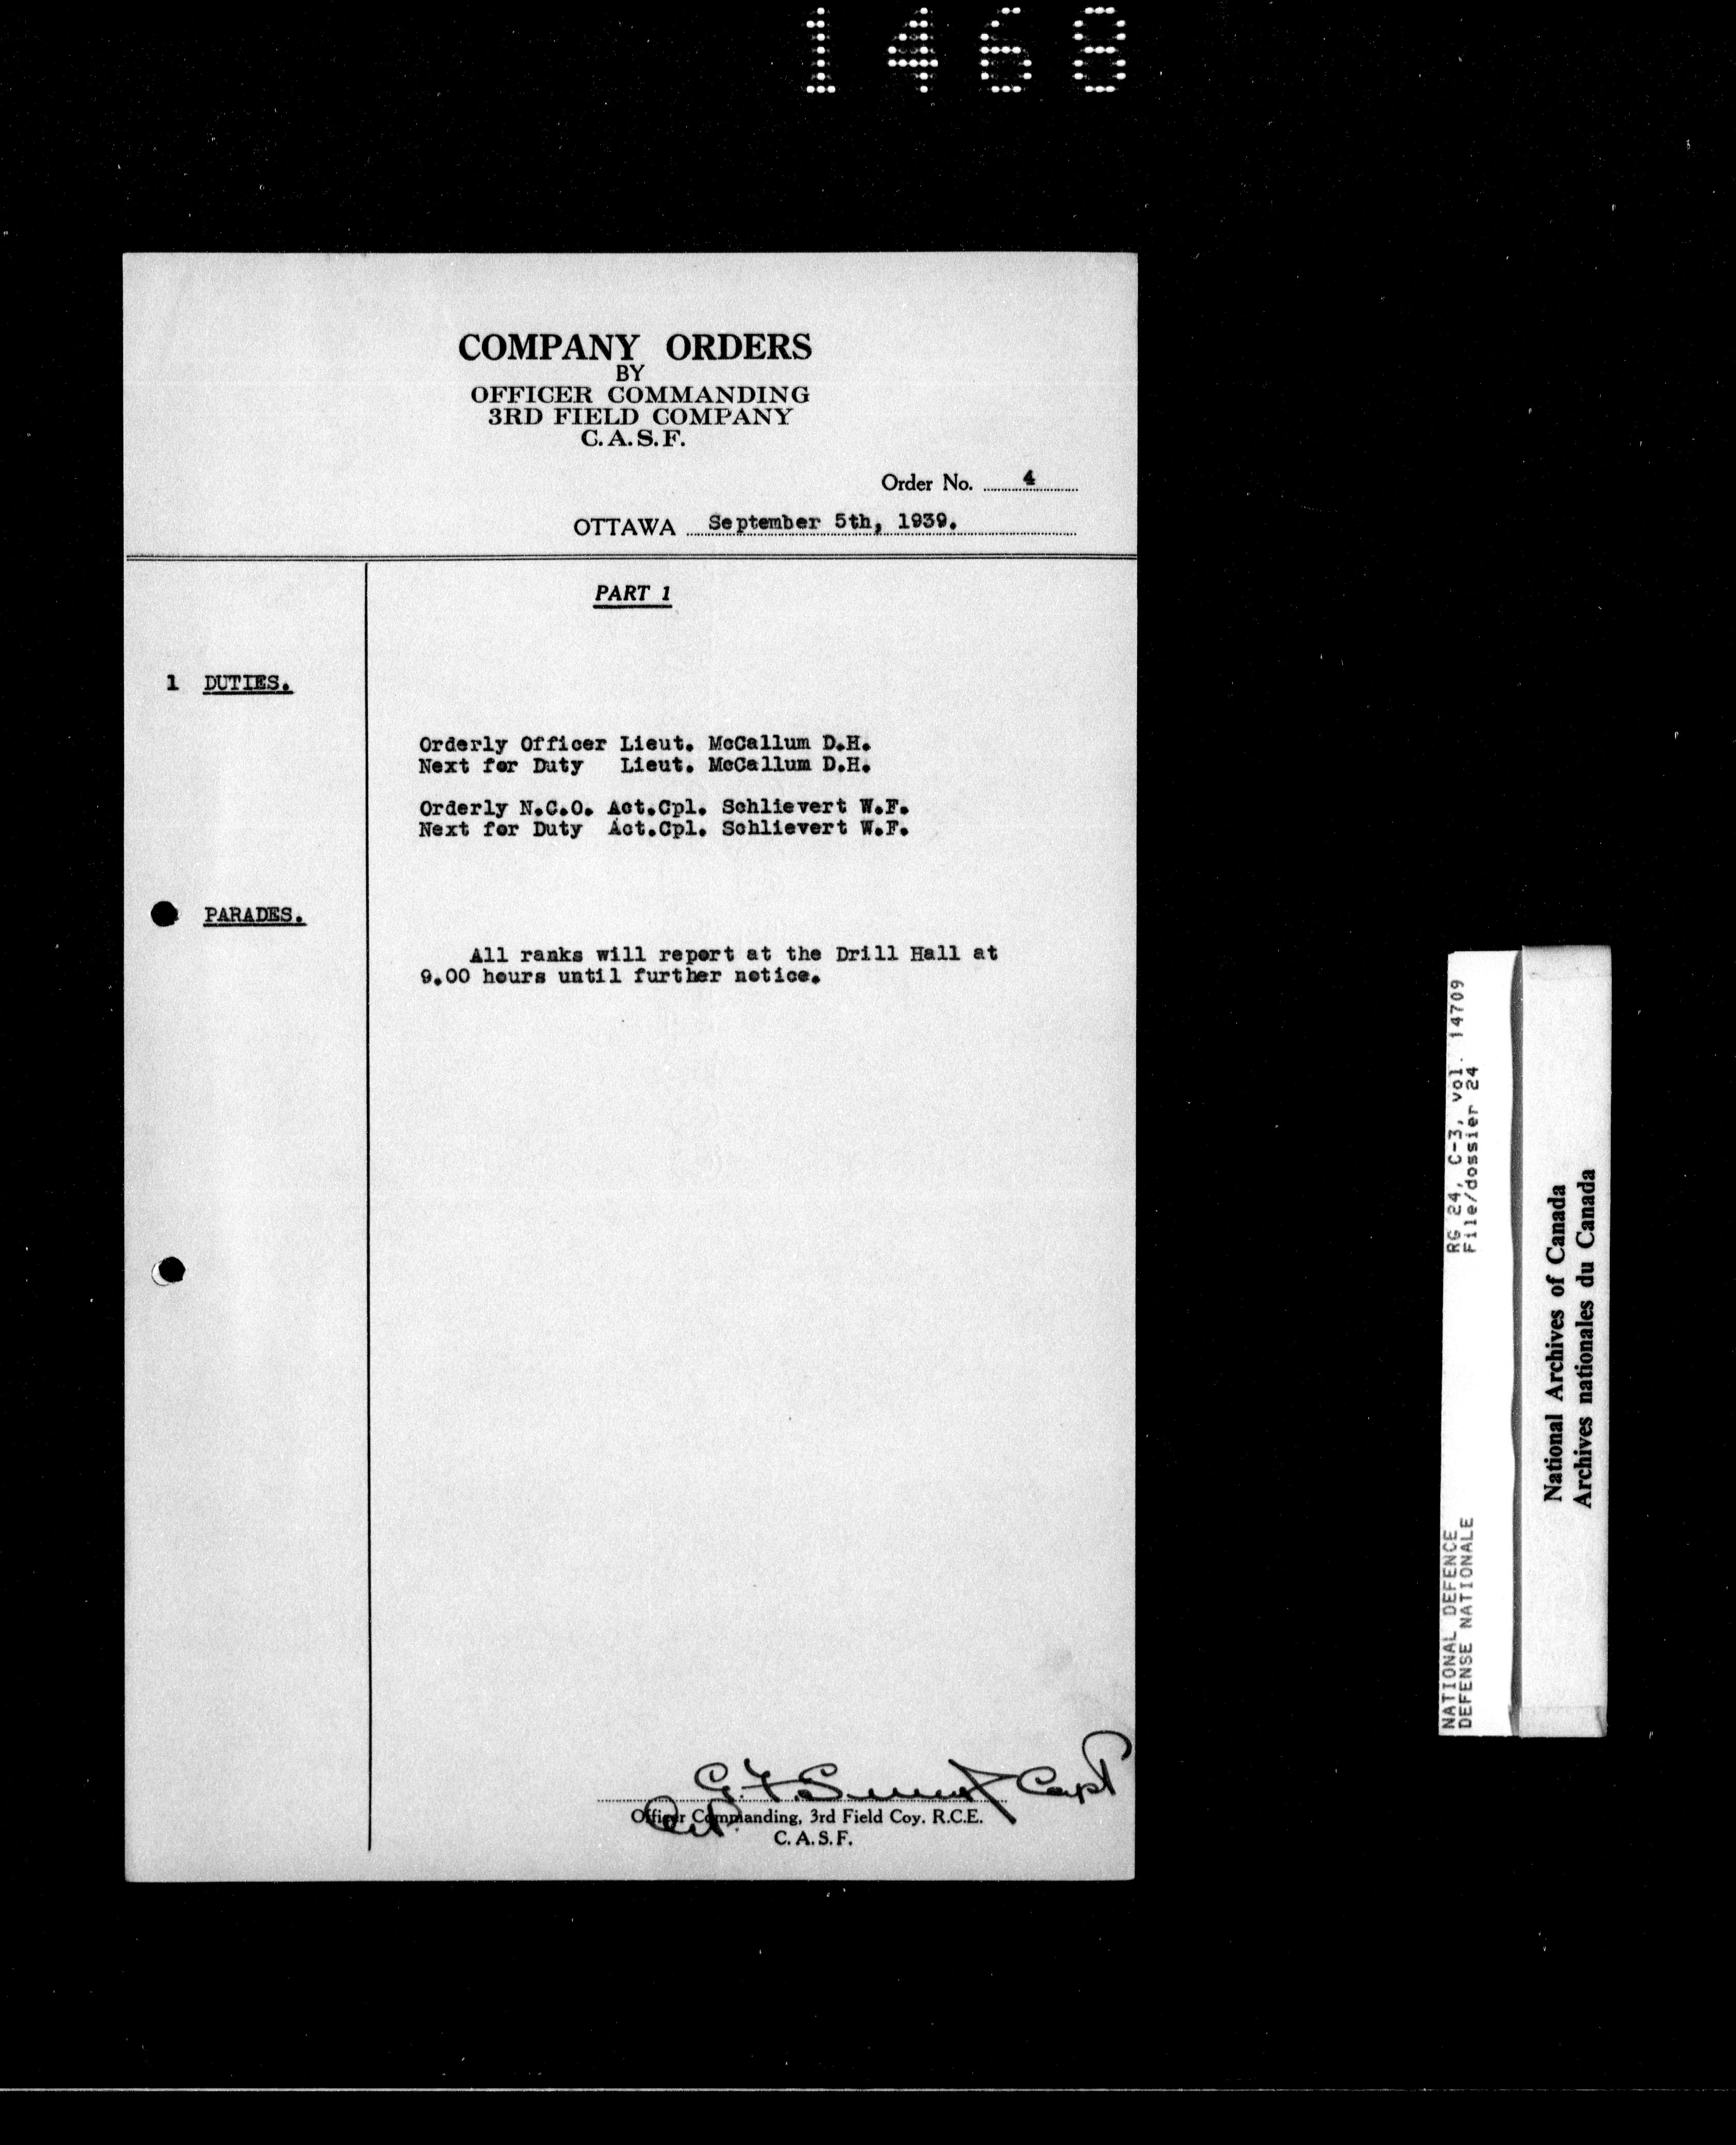 1468
COMPANY ORDERS
BY
OFFICER COMMANDING
3RD FIELD COMPANY
C.A.S.F.
Order No. 4
OTTAWA September 5th, 1939.
PART 1
1 DUTIES.
Orderly Officer Lieut. McCallum D.H.
Next for Duty Lieut. McCallum D.H.
Orderly N.C.O. Act.Cpl. Schlievert W.F.
Next for Duty Act.Cpl. Schlievert W.F.
PARADES.
All ranks will report at the Drill Hall at
9.00 hours until further notice.
G. F. Capt
Officer Commanding, 3rd Field Coy. R.C.E.
C.A.S.F.
NATIONAL DEFENCE RG 24, C-3, vol. 14709
DEFENSE NATIONALE File/dossier 24
National Archives of Canada
Archives nationales du Canada